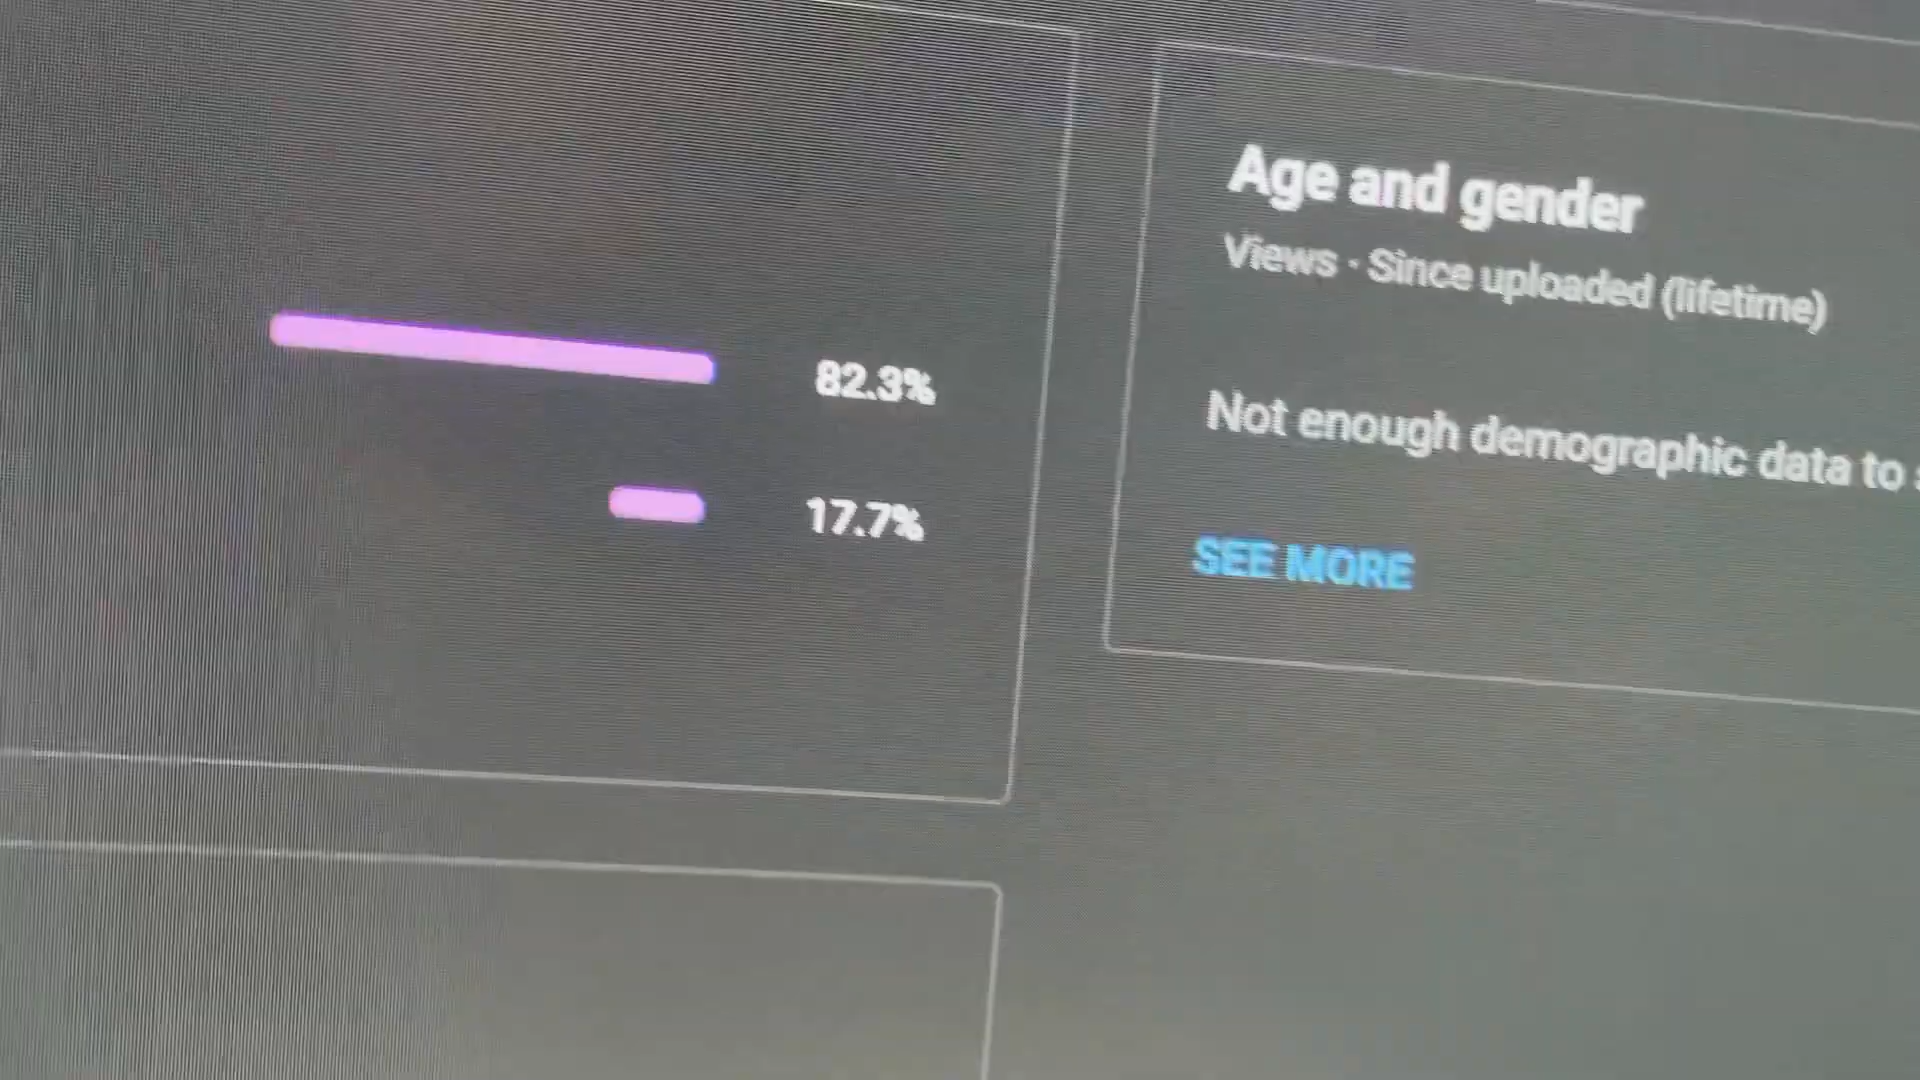 82.3%
17.7%
Age and gender
Views · Since uploaded (lifetime)
Not enough demographic data to
SEE MORE